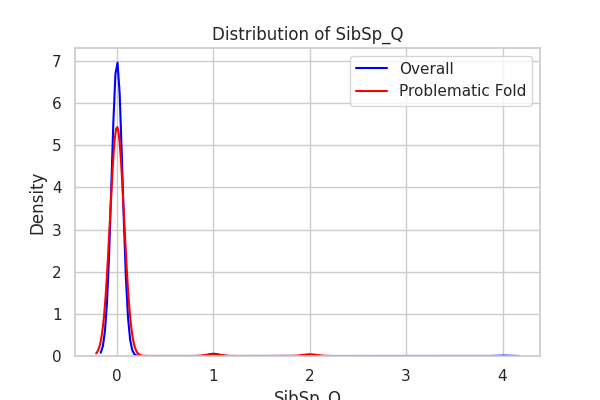 Distribution of SibSp_Q
7
6
5
4
3
2
1
0
Density
Overall
Problematic Fold
0 1 2 3 4
SibSp_Q